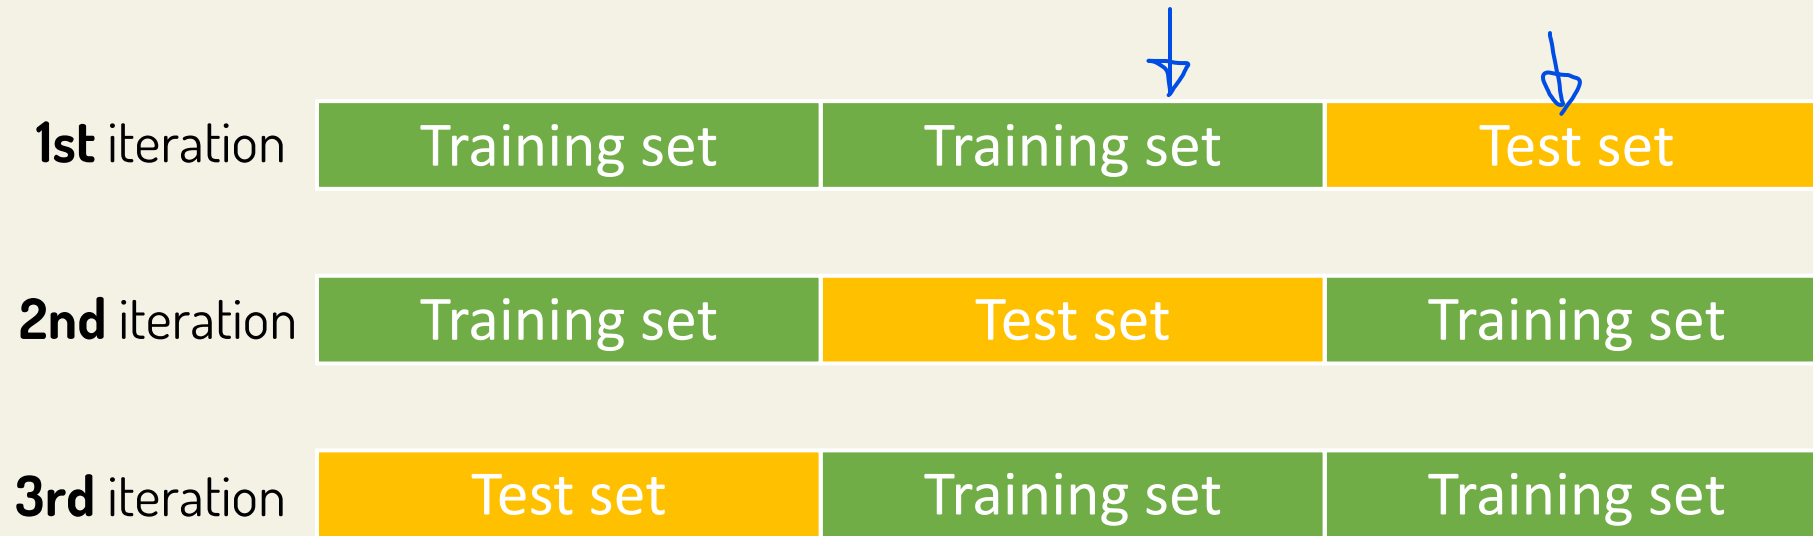 1st iteration Training set Training set Test set
2nd iteration Training set Test set Training set
3rd iteration Test set Training set Training set